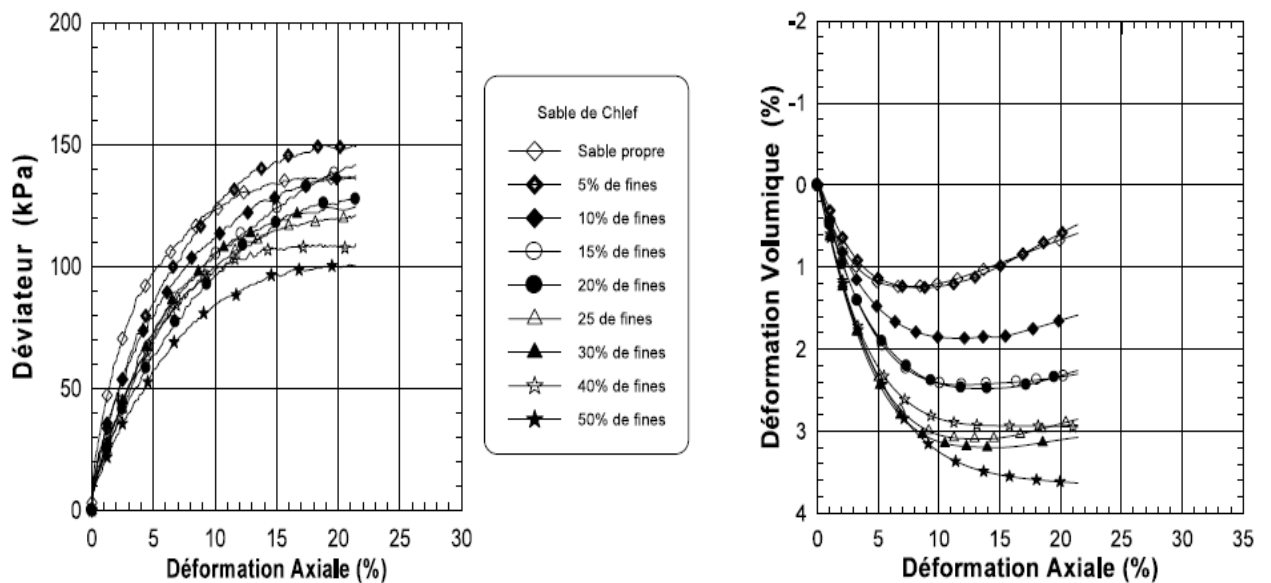 200
150
100
50
0
Déviateur (kPa)
0 5 10 15 20 25 30
Déformation Axiale (%)
Sable de Chlef
Sable propre
5% de fines
10% de fines
15% de fines
20% de fines
25 de fines
30% de fines
40% de fines
50% de fines
-2
-1
0
1
2
3
4
Déformation Volumique (%)
0 5 10 15 20 25 30 35
Déformation Axiale (%)